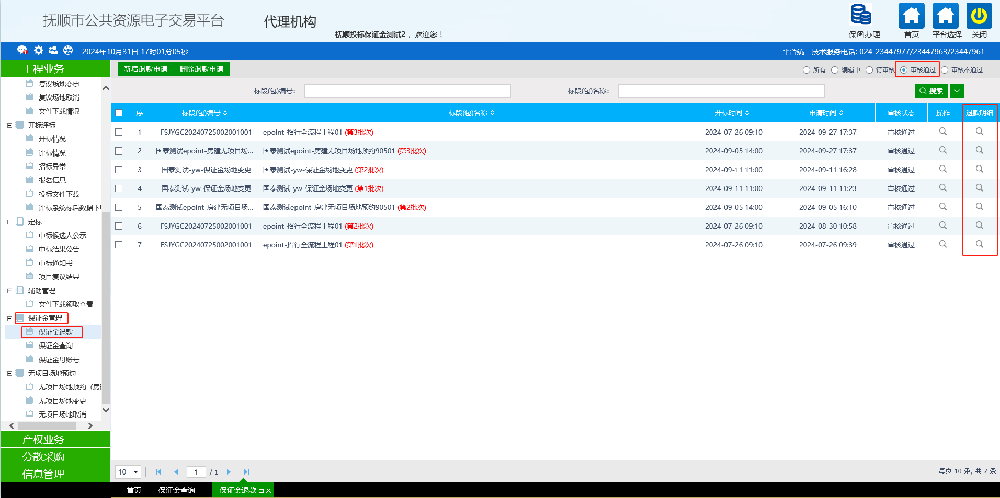 抚顺市公共资源电子交易平台
代理机构
抚顺投标保证金测试2 ，欢迎您！
保函办理
首页
平台选择
关闭
2024年10月31日 17时01分05秒
平台统一技术服务电话: 024-23447977/23447963/23447961
工程业务
复议场地变更
复议场地取消
文件下载情况
开标评标
开标情况
评标情况
招标异常
报名信息
投标文件下载
评标系统标后数据下
定标
中标候选人公示
中标结果公告
中标通知书
项目复议结果
辅助管理
文件下载领取查看
保证金管理
保证金退款
保证金查询
保证金母账号
无项目场地预约
无项目场地预约（房
无项目场地变更
无项目场地取消
产权业务
分散采购
信息管理
新增退款申请 删除退款申请
所有 编辑中 待审核 审核通过 审核不通过
标段(包)编号： 标段(包)名称： 搜索
序 标段(包)编号 标段(包)名称 开标时间 申请时间 审核状态 操作 退款明细
1 FSJYGC20240725002001001 epoint-招行全流程工程01 (第3批次) 2024-07-26 09:10 2024-09-27 17:37 审核通过
2 国泰测试epoint-房建无项目场... 国泰测试epoint-房建无项目场地预约90501 (第3批次) 2024-09-05 14:00 2024-09-27 17:37 审核通过
3 国泰测试-yw-保证金场地变更 国泰测试-yw-保证金场地变更 (第2批次) 2024-09-11 11:00 2024-09-11 16:28 审核通过
4 国泰测试-yw-保证金场地变更 国泰测试-yw-保证金场地变更 (第1批次) 2024-09-11 11:00 2024-09-11 11:23 审核通过
5 国泰测试epoint-房建无项目场... 国泰测试epoint-房建无项目场地预约90501 (第2批次) 2024-09-05 14:00 2024-09-05 16:10 审核通过
6 FSJYGC20240725002001001 epoint-招行全流程工程01 (第2批次) 2024-07-26 09:10 2024-08-30 10:58 审核通过
7 FSJYGC20240725002001001 epoint-招行全流程工程01 (第1批次) 2024-07-26 09:10 2024-07-26 09:39 审核通过
10 1 / 1 每页 10 条, 共 7 条
首页 保证金查询 保证金退款